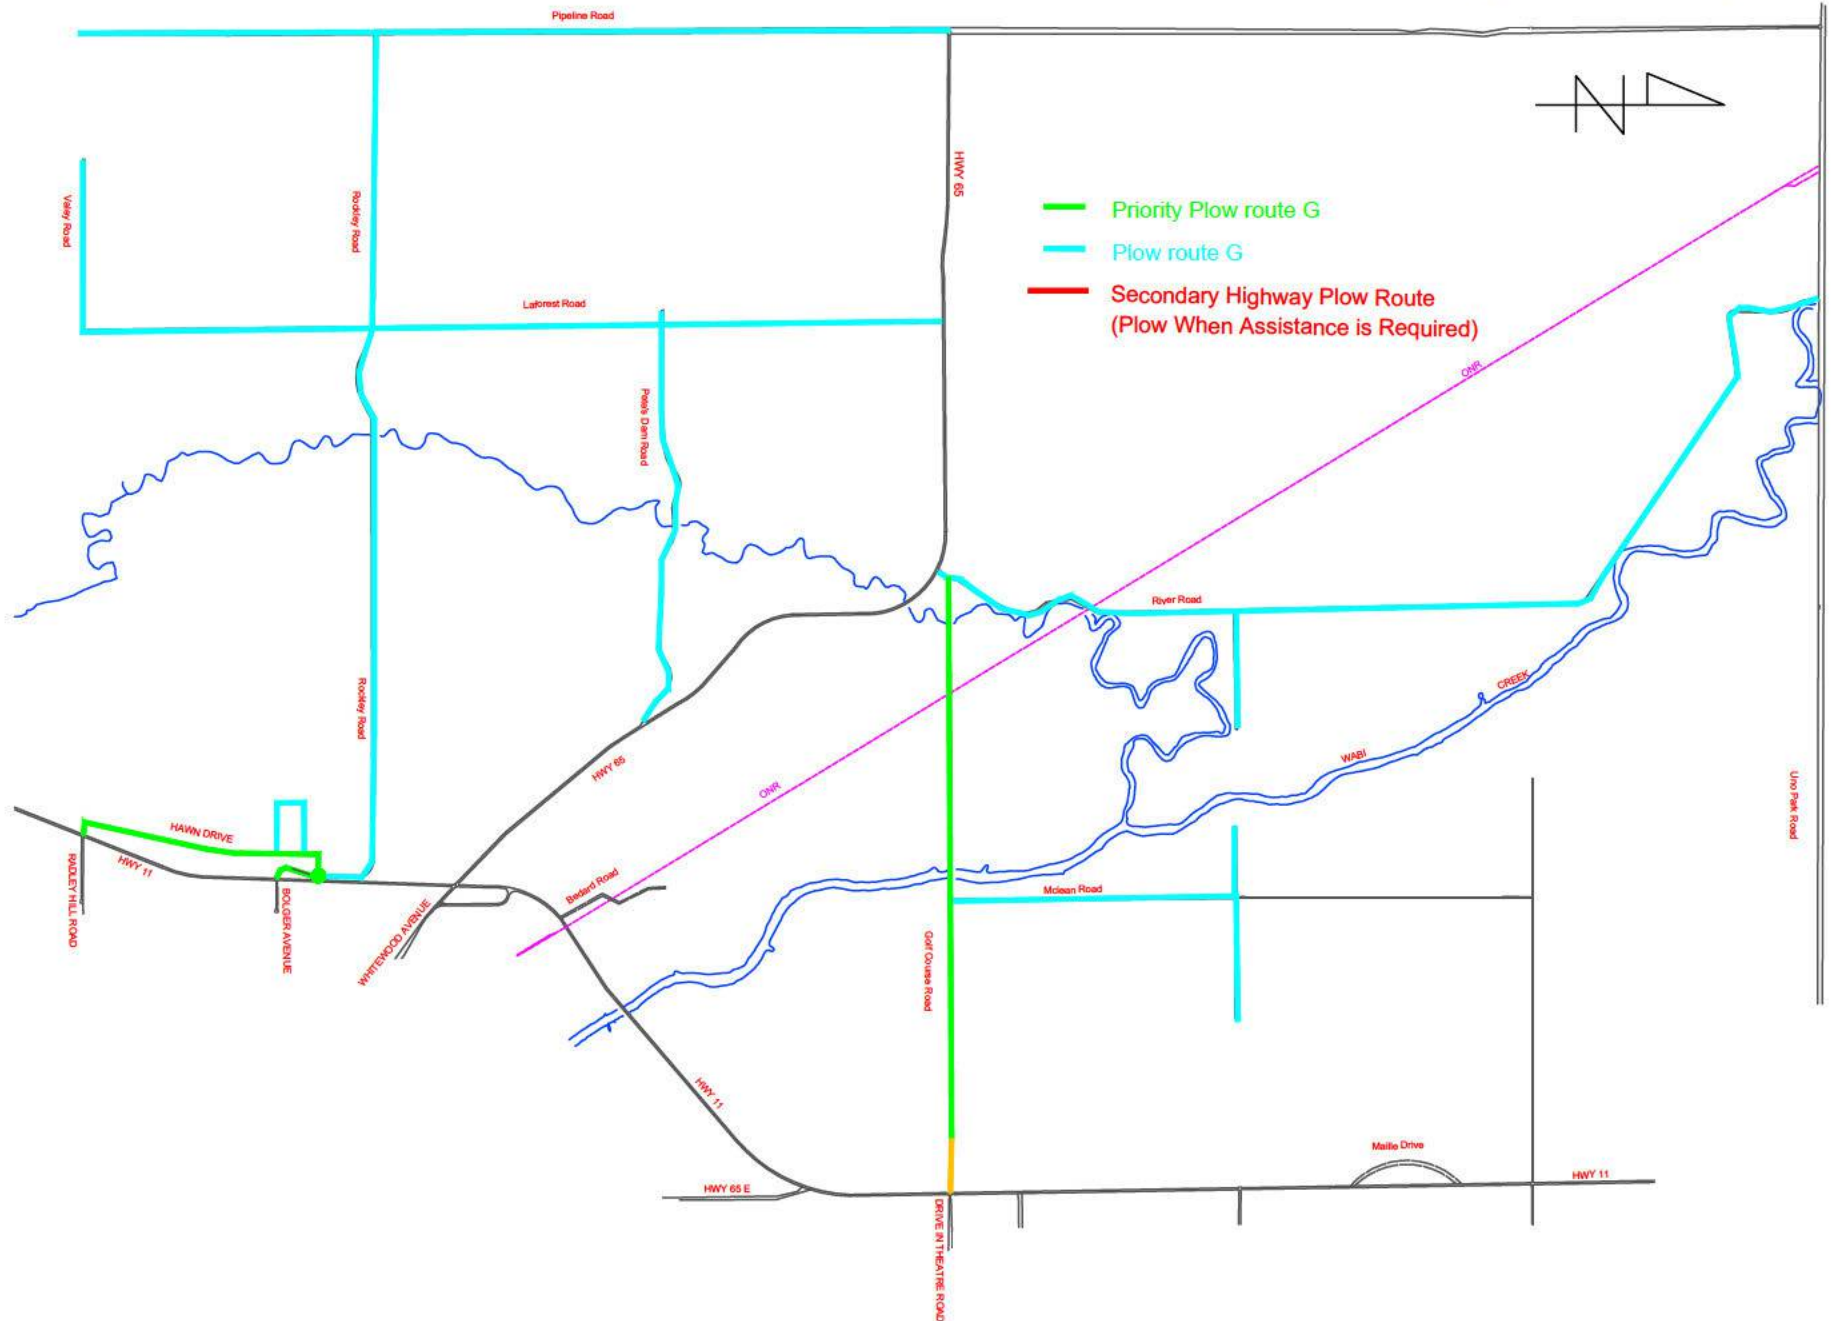 Pipeline Road
N
HWY 65
Valley Road
Rockley Road
Priority Plow route G
Plow route G
Secondary Highway Plow Route
(Plow When Assistance is Required)
Laforest Road
ONR
Pete's Dam Road
River Road
Rockley Road
CREEK
WABI
HWY 65
ONR
Uno Park Road
HAWN DRIVE
HWY 11
RADLEY HILL ROAD
BOLGER AVENUE
WHITEWOOD AVENUE
Bedard Road
Mclean Road
Golf Course Road
HWY 11
Maille Drive
HWY 65 E
HWY 11
DRIVE IN THEATRE ROAD